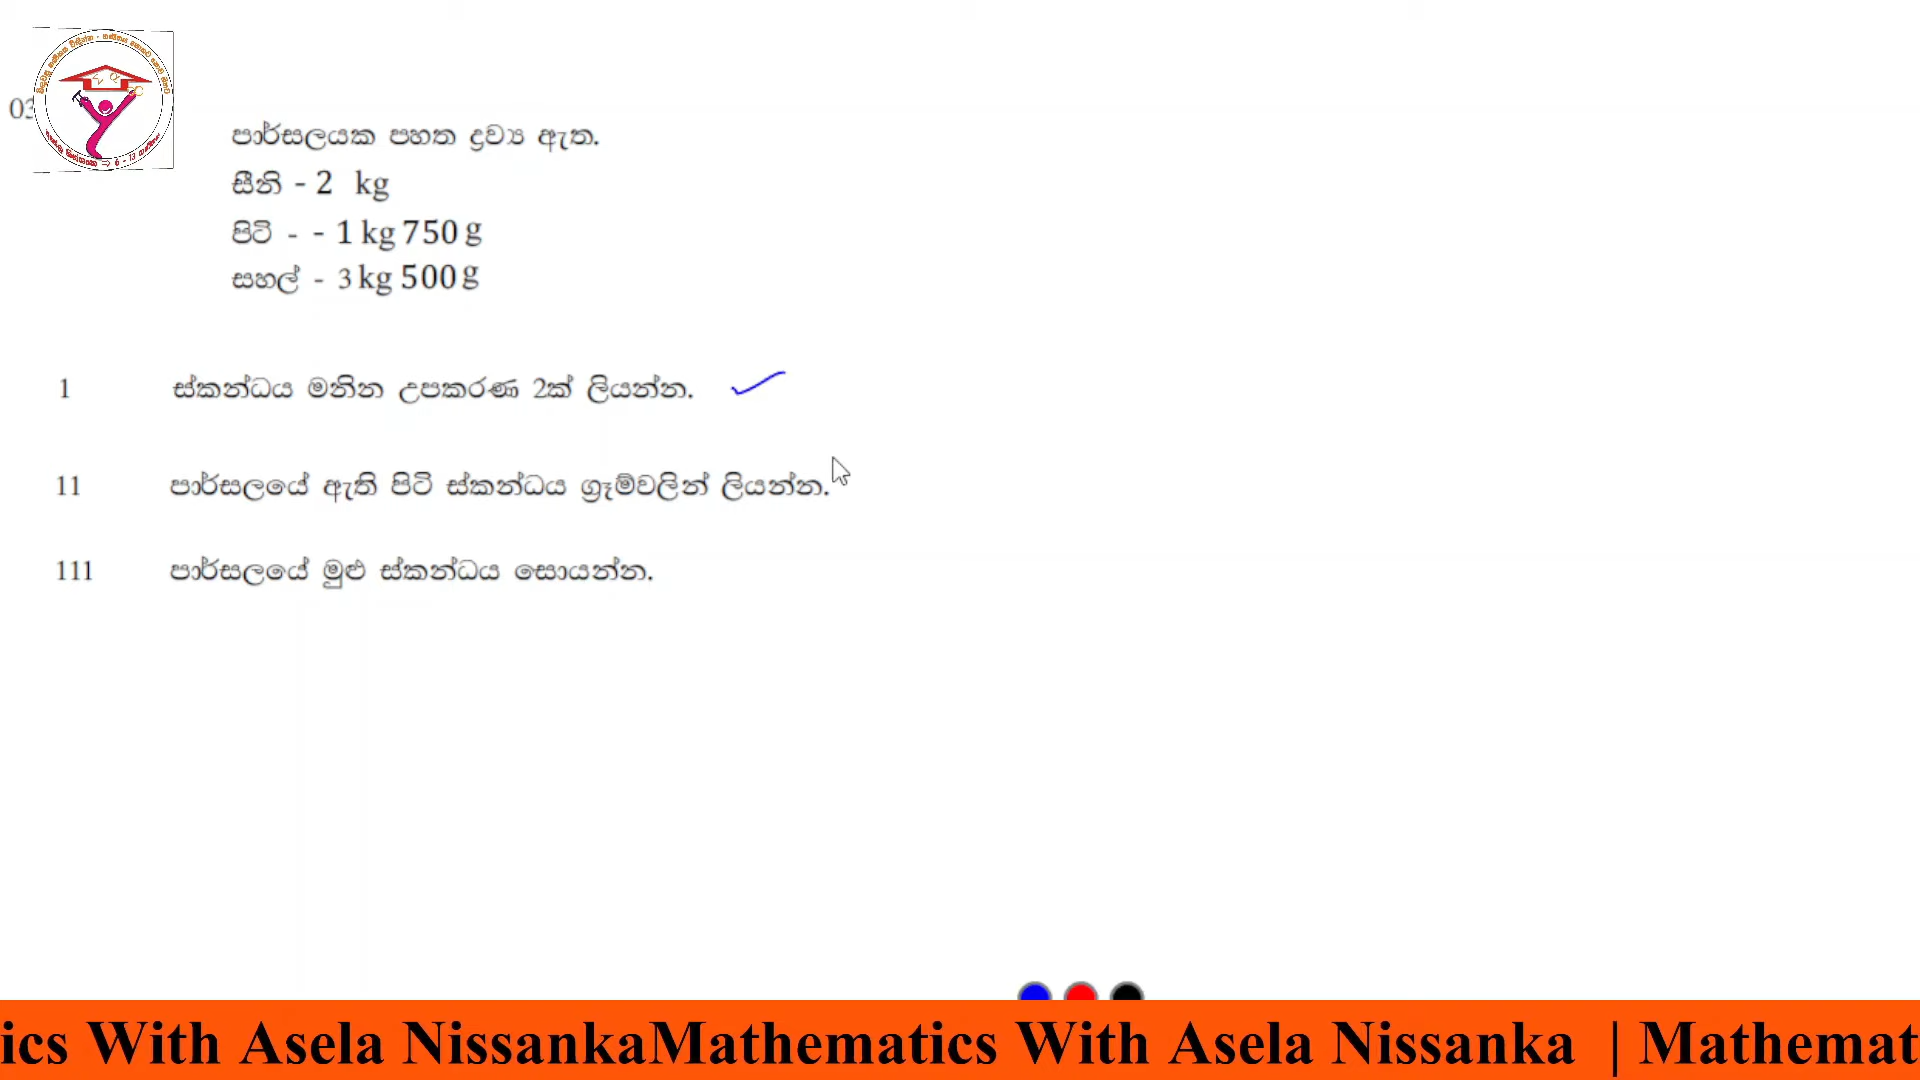 03
පාර්සලයක පහත ද්‍රව්‍ය ඇත.
සීනි - 2 kg
පිටි - - 1 kg 750 g
සහල් - 3 kg 500 g
1 ස්කන්ධය මනින උපකරණ 2ක් ලියන්න.
11 පාර්සලයේ ඇති පිටි ස්කන්ධය ග්‍රෑම්වලින් ලියන්න.
111 පාර්සලයේ මුළු ස්කන්ධය සොයන්න.
ics With Asela NissankaMathematics With Asela Nissanka | Mathemat